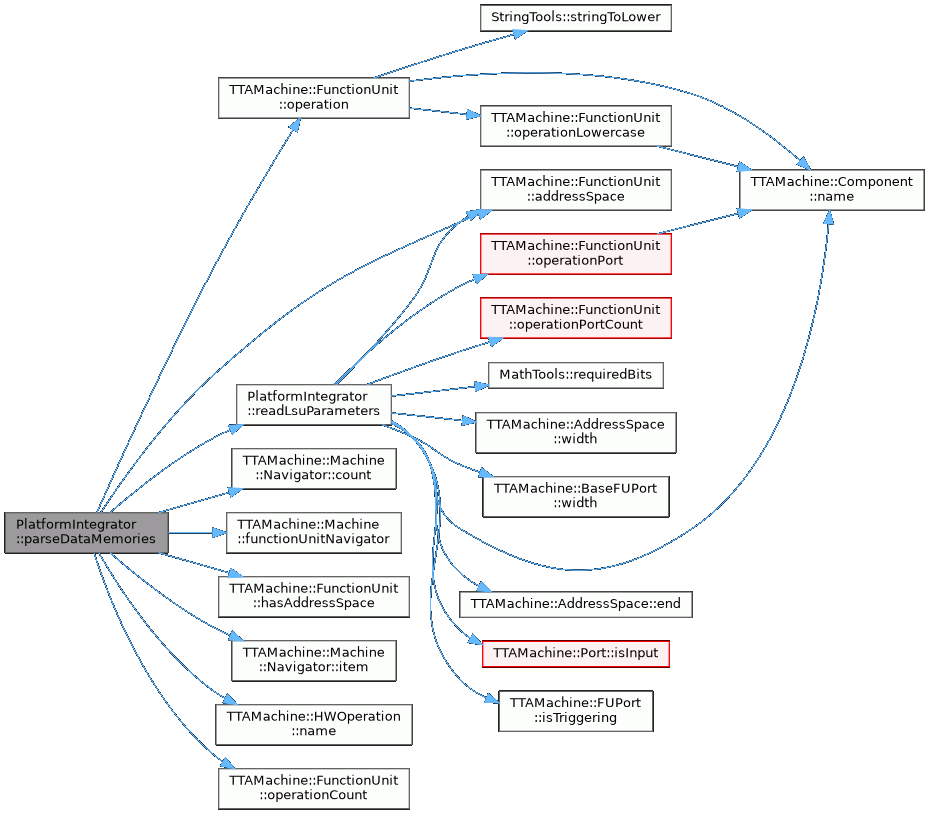 StringTools::stringToLower
TTAMachine::FunctionUnit
::operation
TTAMachine::FunctionUnit
::operationLowercase
TTAMachine::FunctionUnit
::addressSpace
TTAMachine::Component
::name
TTAMachine::FunctionUnit
::operationPort
TTAMachine::FunctionUnit
::operationPortCount
MathTools::requiredBits
PlatformIntegrator
::readLsuParameters
TTAMachine::AddressSpace
::width
TTAMachine::Machine
::Navigator::count
TTAMachine::BaseFUPort
::width
PlatformIntegrator
::parseDataMemories
TTAMachine::Machine
::functionUnitNavigator
TTAMachine::FunctionUnit
::hasAddressSpace
TTAMachine::AddressSpace::end
TTAMachine::Machine
::Navigator::item
TTAMachine::Port::isInput
TTAMachine::HWOperation
::name
TTAMachine::FUPort
::isTriggering
TTAMachine::FunctionUnit
::operationCount